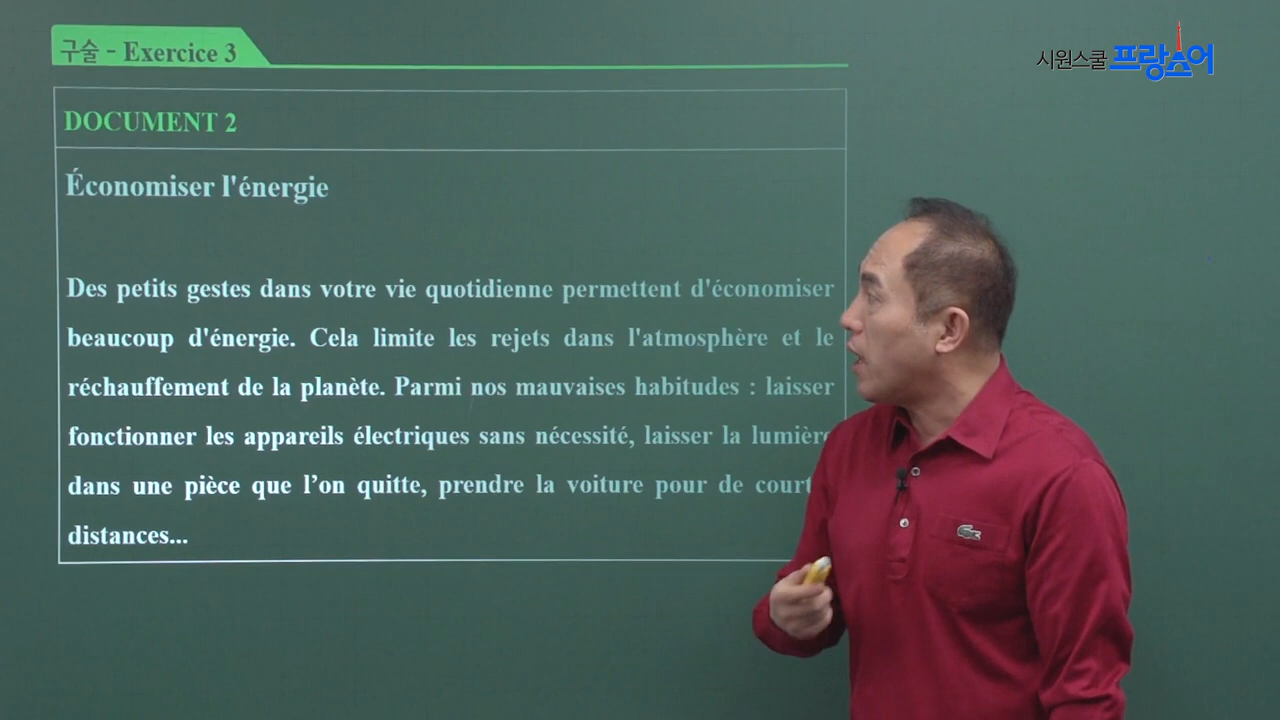 구술 - Exercice 3
시원스쿨 프랑스어
DOCUMENT 2
Économiser l'énergie
Des petits gestes dans votre vie quotidienne permettent d'économiser
beaucoup d'énergie. Cela limite les rejets dans l'atmosphère et le
réchauffement de la planète. Parmi nos mauvaises habitudes : laisser
fonctionner les appareils électriques sans nécessité, laisser la lumière
dans une pièce que l’on quitte, prendre la voiture pour de
distances...